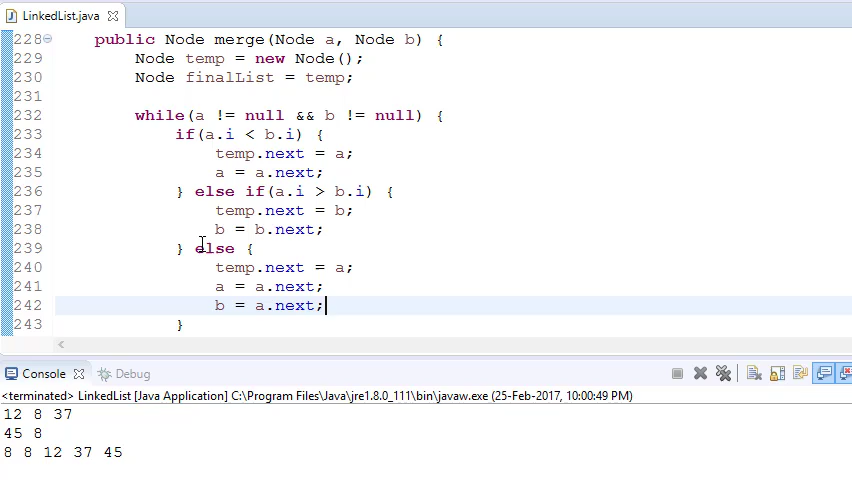 LinkedList.java
228 public Node merge(Node a, Node b) {
229 Node temp = new Node();
230 Node finalList = temp;
231
232 while(a != null && b != null) {
233 if(a.i < b.i) {
234 temp.next = a;
235 a = a.next;
236 } else if(a.i > b.i) {
237 temp.next = b;
238 b = b.next;
239 } else {
240 temp.next = a;
241 a = a.next;
242 b = a.next;
243 }
Console Debug
<terminated> LinkedList [Java Application] C:\Program Files\Java\jre1.8.0_111\bin\javaw.exe (25-Feb-2017, 10:00:49 PM)
12 8 37
45 8
8 8 12 37 45